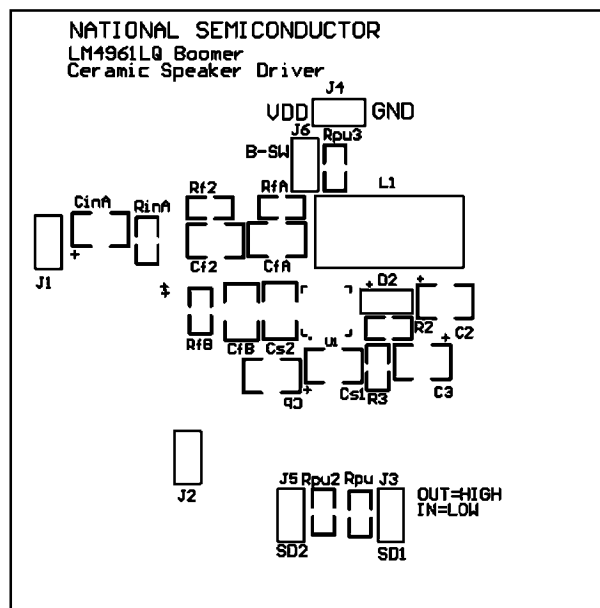 NATIONAL SEMICONDUCTOR
LM4961LQ Boomer
Ceramic Speaker Driver
J4
VDD GND
J6 Rpu3
B-SW
Rf2 RfA L1
CinA RinA
+
J1 Cf2 CfA
+ D2 +
RfB CfB Cs2 U1 R2 C2
+
Cb + Cs1 R3 C3
J2
J5 Rpu2 Rpu J3
OUT=HIGH
IN=LOW
SD2 SD1